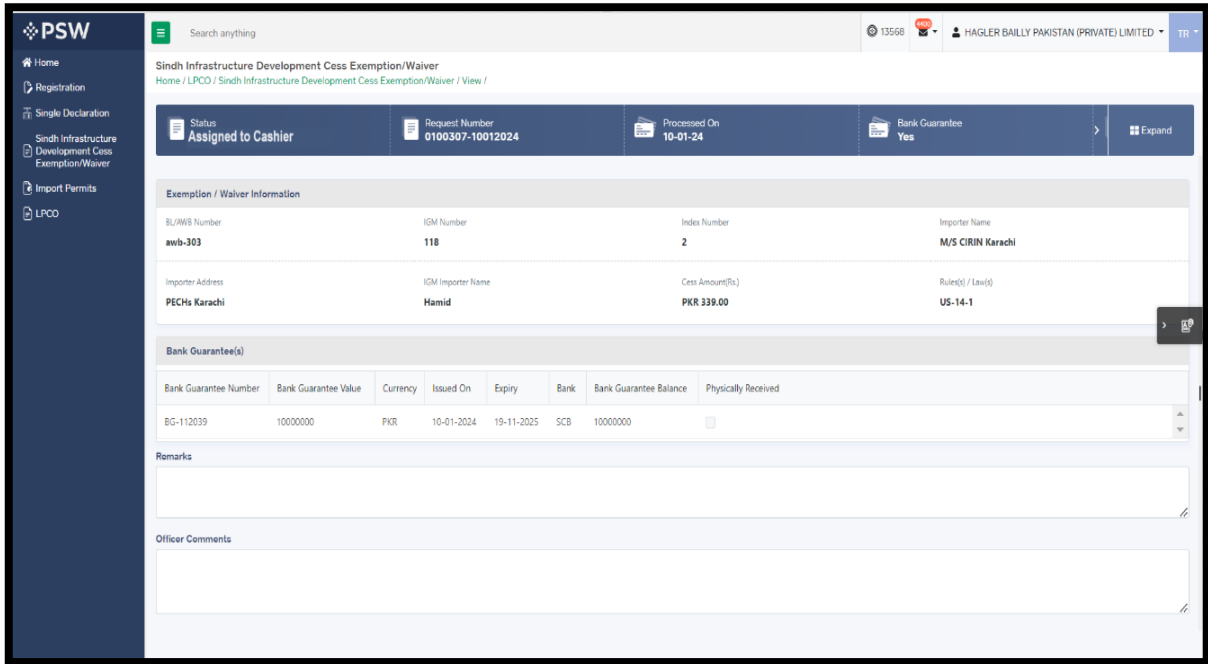 PSW
Search anything
13568
4400
HAGLER BAILLY PAKISTAN (PRIVATE) LIMITED
TR
Home
Registration
Single Declaration
Sindh Infrastructure
Development Cess
Exemption/Waiver
Import Permits
LPCO
Sindh Infrastructure Development Cess Exemption/Waiver
Home / LPCO / Sindh Infrastructure Development Cess Exemption/Waiver / View /
Status
Assigned to Cashier
Request Number
0100307-10012024
Processed On
10-01-24
Bank Guarantee
Yes
Expand
Exemption / Waiver Information
BL/AWB Number
IGM Number
Index Number
Importer Name
awb-303
118
2
M/S CIRIN Karachi
Importer Address
IGM Importer Name
Cess Amount(Rs.)
Rules(s) / Law(s)
PECHs Karachi
Hamid
PKR 339.00
US-14-1
Bank Guarantee(s)
Bank Guarantee Number Bank Guarantee Value Currency Issued On Expiry Bank Bank Guarantee Balance Physically Received
BG-112039 10000000 PKR 10-01-2024 19-11-2025 SCB 10000000
Remarks
Officer Comments